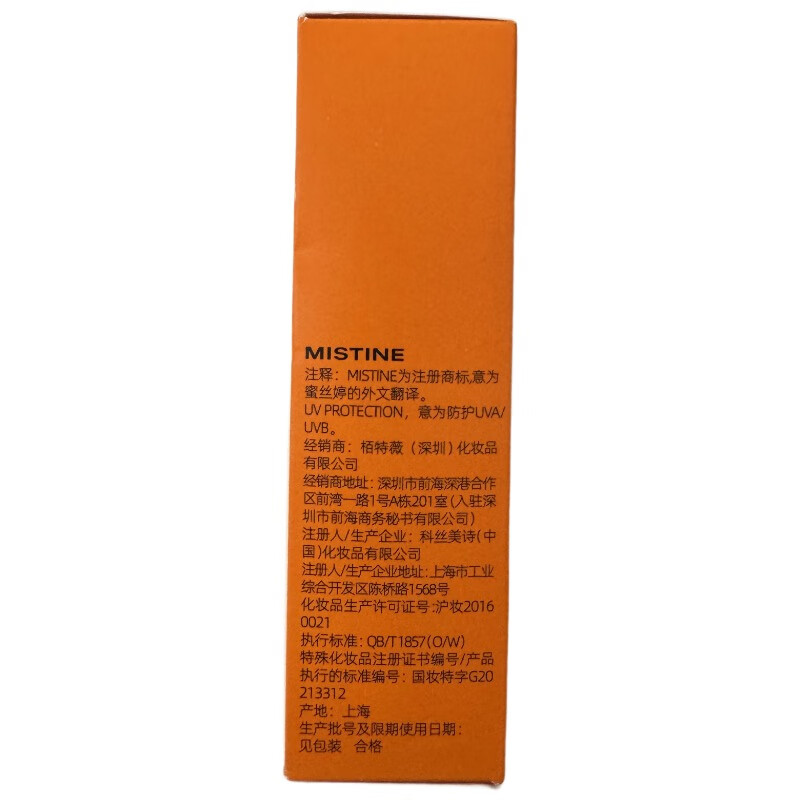 MISTINE
注释：MISTINE为注册商标,意为
蜜丝婷的外文翻译。
UV PROTECTION，意为防护UVA/
UVB。
经销商：栢特薇（深圳）化妆品
有限公司
经销商地址：深圳市前海深港合作
区前湾一路1号A栋201室(入驻深
圳市前海商务秘书有限公司）
注册人/生产企业：科丝美诗(中
国)化妆品有限公司
注册人/生产企业地址:上海市工业
综合开发区陈桥路1568号
化妆品生产许可证号:沪妆2016
0021
执行标准: QB/T1857(O/W)
特殊化妆品注册证书编号/产品
执行的标准编号：国妆特字G20
213312
产地：上海
生产批号及限期使用日期：
见包装 合格